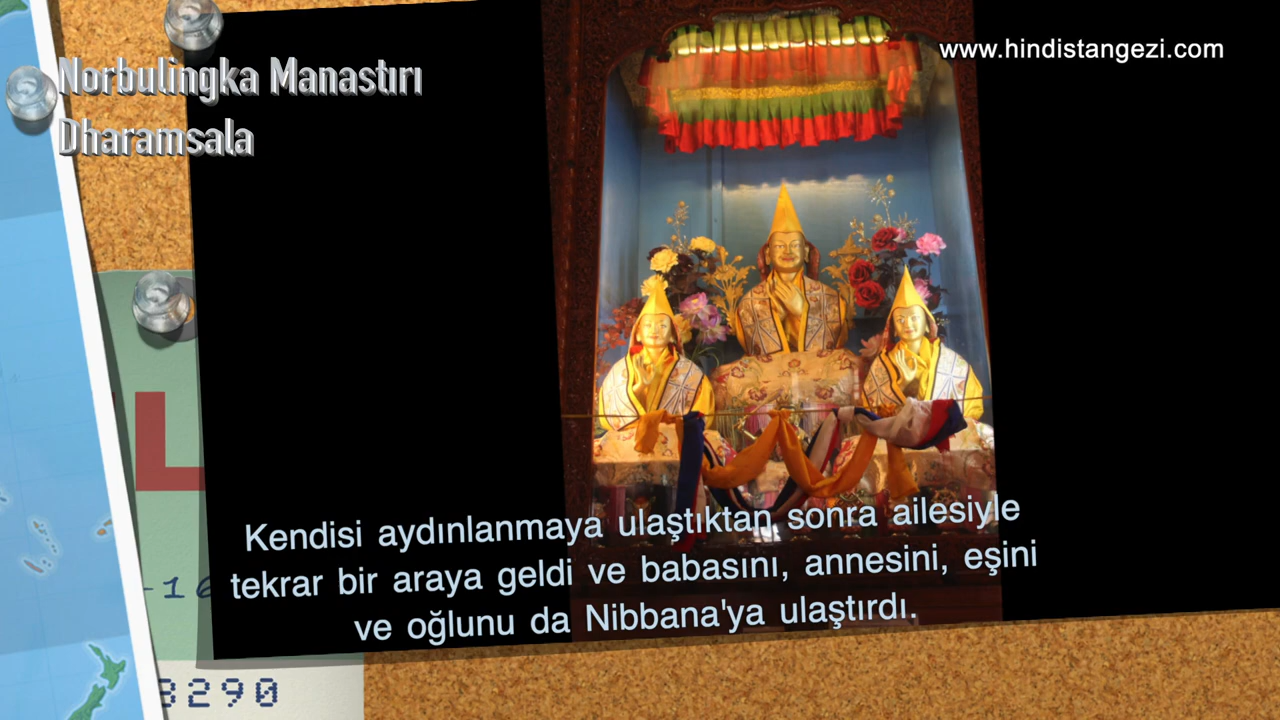 www.hindistangezi.com
Norbulingka Manastırı
Dharamsala
L
-16
Kendisi aydınlanmaya ulaştıktan sonra ailesiyle
tekrar bir araya geldi ve babasını, annesini, eşini
ve oğlunu da Nibbana'ya ulaştırdı.
3290